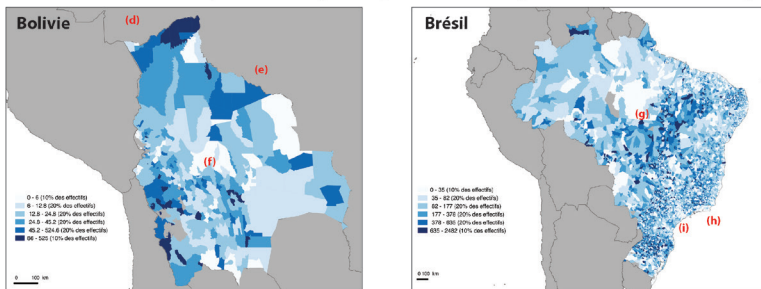 Bolivie
(d)
(e)
(f)
0 - 6 (10% des effectifs)
6 - 12.8 (20% des effectifs)
12.8 - 24.8 (20% des effectifs)
24.8 - 45.2 (20% des effectifs)
45.2 - 524.6 (20% des effectifs)
86 - 525 (10% des effectifs)
0 100 km
Brésil
(g)
(h)
(i)
0 - 35 (10% des effectifs)
35 - 82 (20% des effectifs)
82 - 177 (20% des effectifs)
177 - 378 (20% des effectifs)
378 - 635 (20% des effectifs)
635 - 2482 (10% des effectifs)
0 100 km